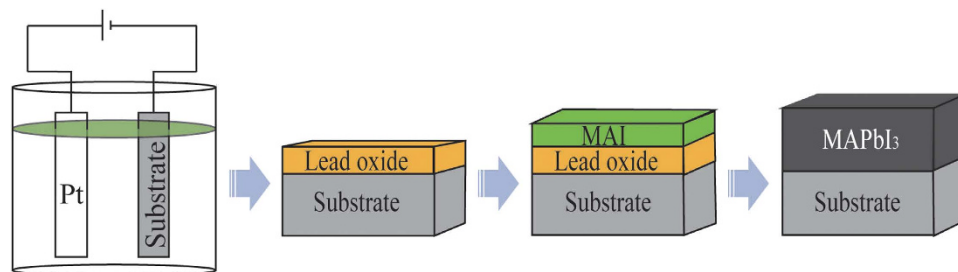 Pt
Substrate
Lead oxide
Substrate
MAI
Lead oxide
Substrate
MAPbI₃
Substrate